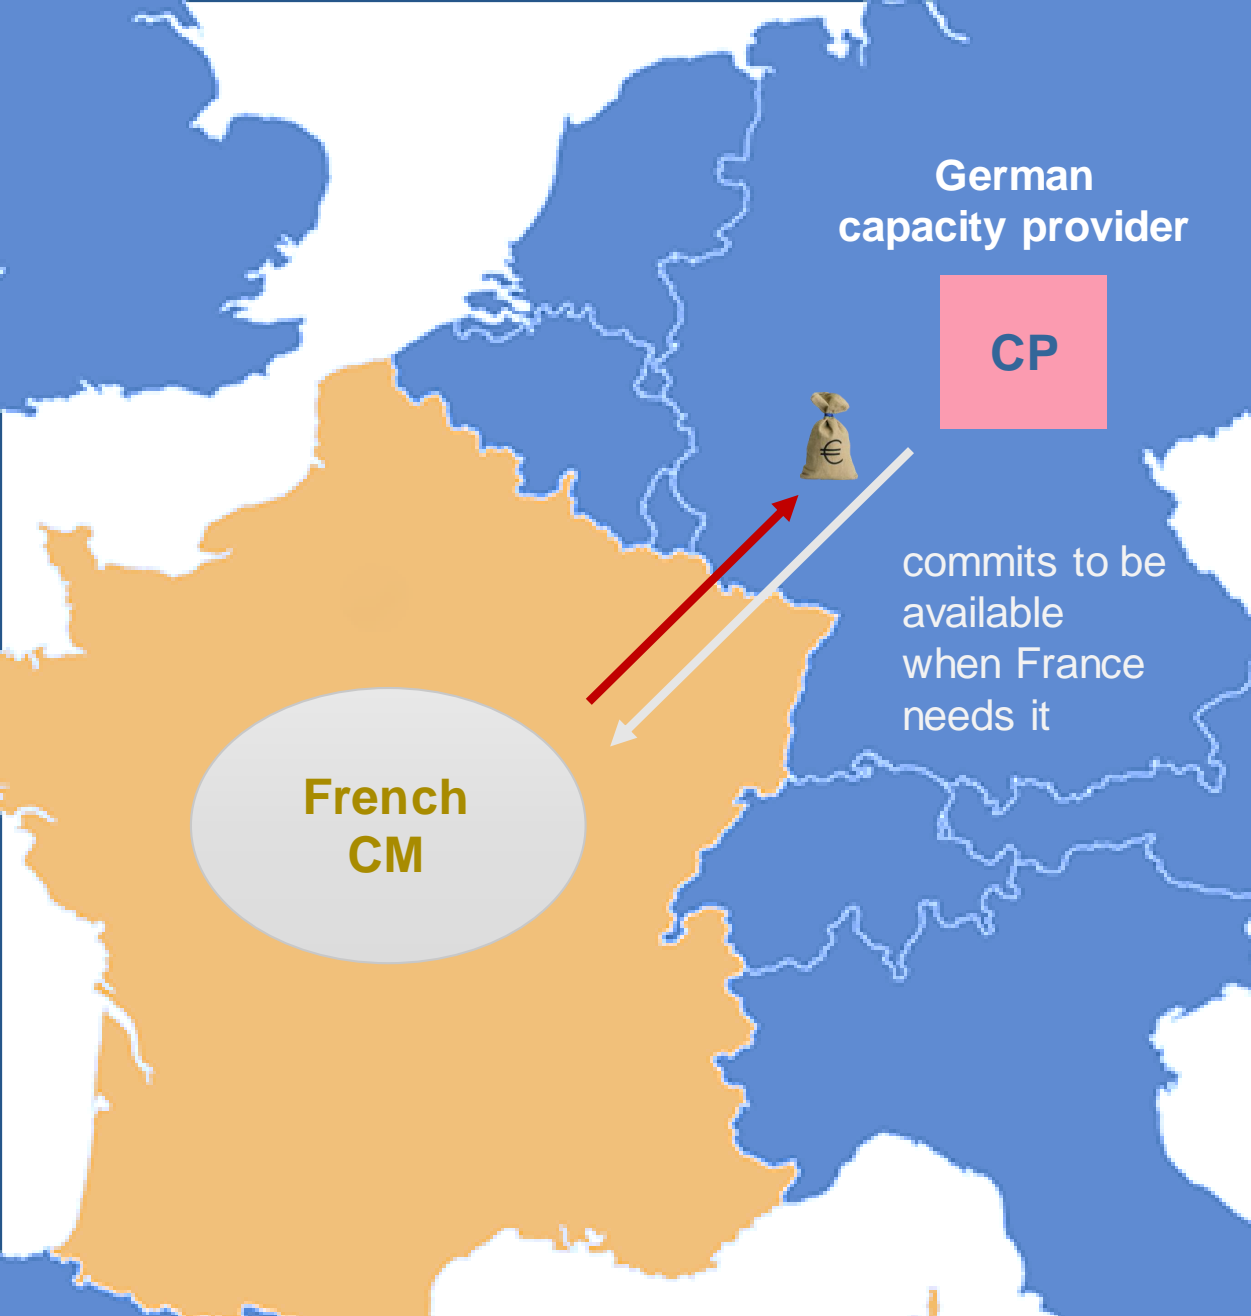 German
capacity provider
CP
€
commits to be
available
when France
needs it
French
CM